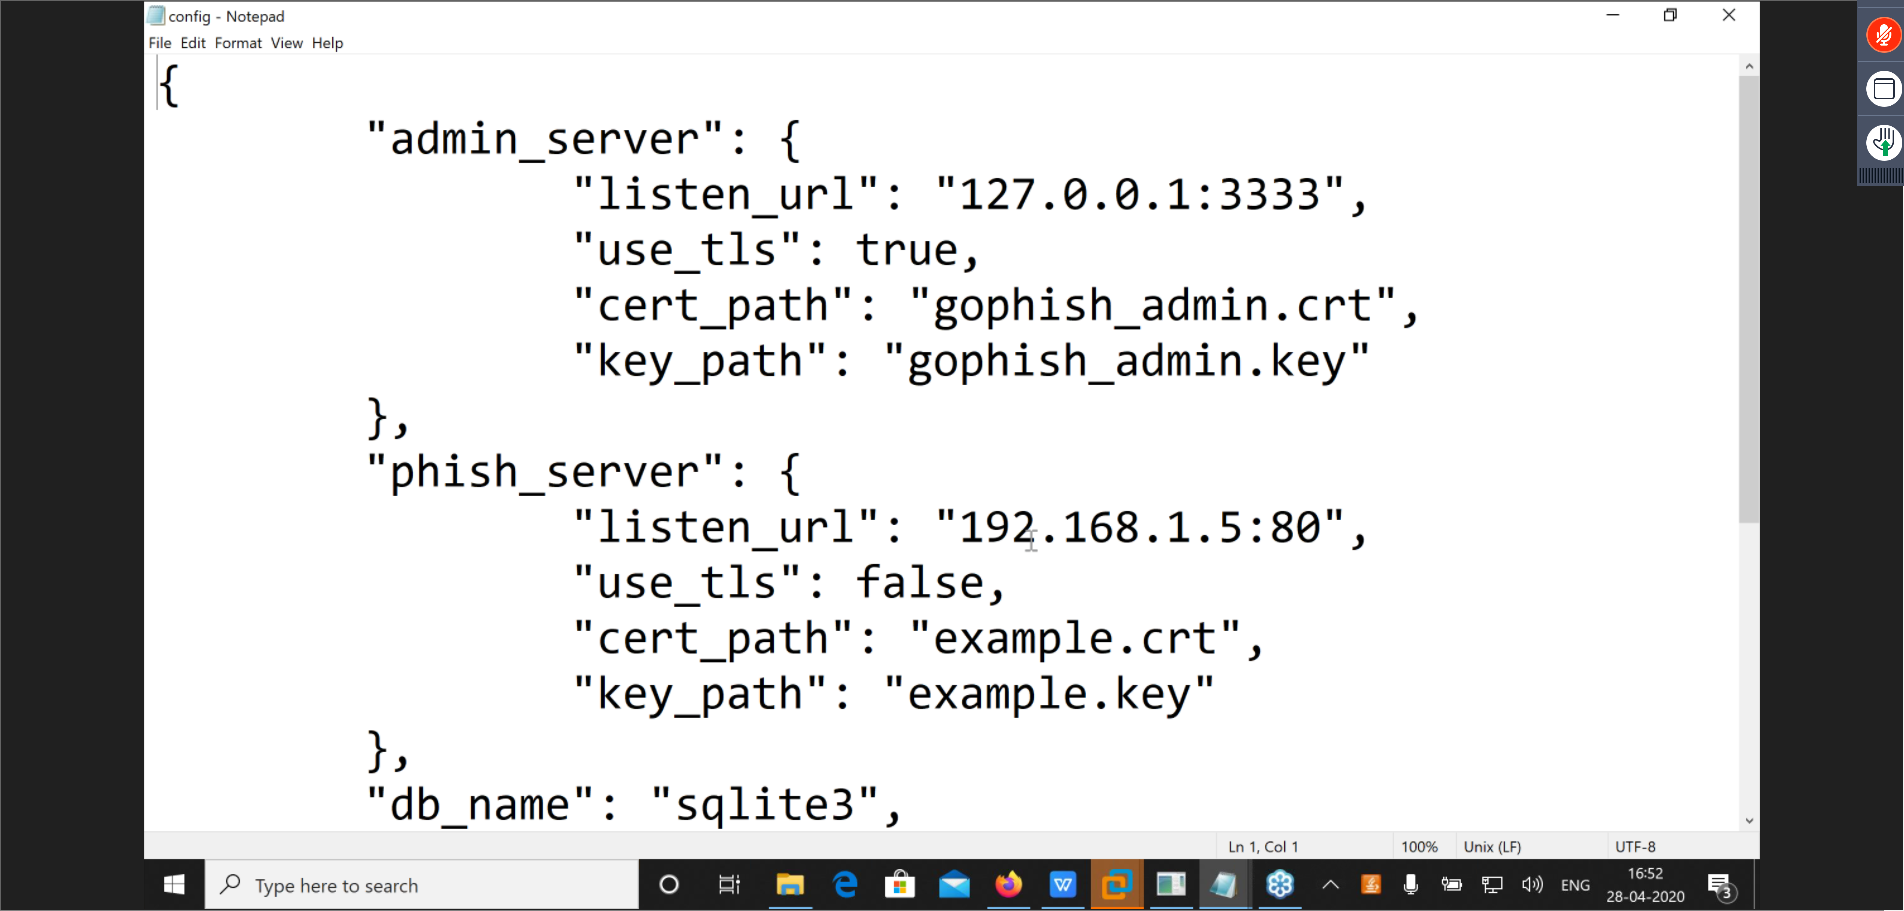 config - Notepad
File Edit Format View Help
{
"admin_server": {
"listen_url": "127.0.0.1:3333",
"use_tls": true,
"cert_path": "gophish_admin.crt",
"key_path": "gophish_admin.key"
},
"phish_server": {
"listen_url": "192.168.1.5:80",
"use_tls": false,
"cert_path": "example.crt",
"key_path": "example.key"
},
"db_name": "sqlite3",
Ln 1, Col 1 100% Unix (LF) UTF-8
Type here to search
W
ENG
16:52
28-04-2020
3